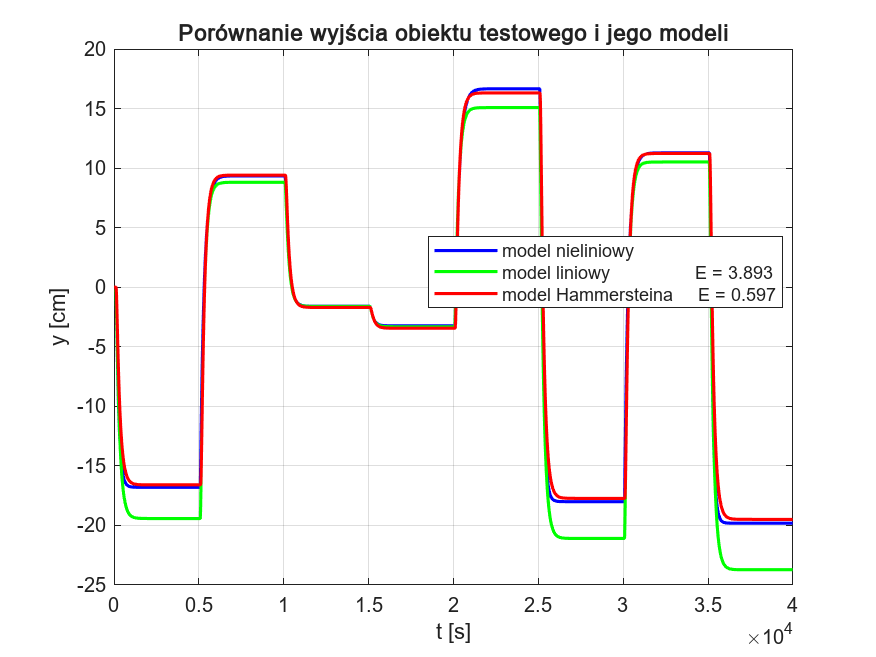 Porównanie wyjścia obiektu testowego i jego modeli
20
15
10
5
0
-5
-10
-15
-20
-25
y [cm]
model nieliniowy
model liniowy E = 3.893
model Hammersteina E = 0.597
0 0.5 1 1.5 2 2.5 3 3.5 4
t [s]
×10⁴